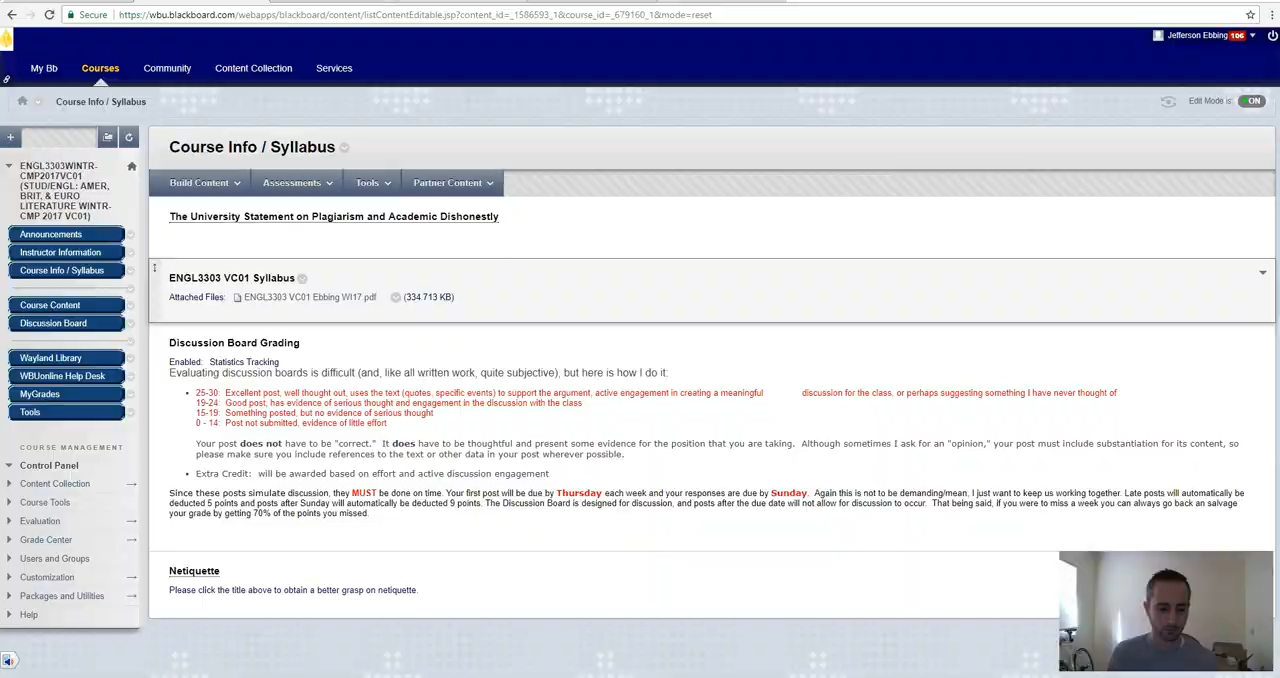 Secure
https://wbu.blackboard.com/webapps/blackboard/content/listContentEditable.jsp?content_id=_1586593_1&course_id=_679160_1&mode=reset
Jefferson Ebbing 106
My Bb Courses Community Content Collection Services
Course Info / Syllabus
Edit Mode is: ON
ENGL3303WINTR-
CMP2017VC01
(STUD/ENGL: AMER,
BRIT, & EURO
LITERATURE WINTR-
CMP 2017 VC01)
Announcements
Instructor Information
Course Info / Syllabus
Course Content
Discussion Board
Wayland Library
WBUonline Help Desk
MyGrades
Tools
COURSE MANAGEMENT
Control Panel
Content Collection
Course Tools
Evaluation
Grade Center
Users and Groups
Customization
Packages and Utilities
Help
Course Info / Syllabus
Build Content Assessments Tools Partner Content
The University Statement on Plagiarism and Academic Dishonestly
ENGL3303 VC01 Syllabus
Attached Files: ENGL3303 VC01 Ebbing WI17.pdf (334.713 KB)
Discussion Board Grading
Enabled: Statistics Tracking
Evaluating discussion boards is difficult (and, like all written work, quite subjective), but here is how I do it:
• 25-30: Excellent post, well thought out, uses the text (quotes, specific events) to support the argument, active engagement in creating a meaningful discussion for the class, or perhaps suggesting something I have never thought of
19-24: Good post; has evidence of serious thought and engagement in the discussion with the class
15-19: Something posted, but no evidence of serious thought
0 - 14: Post not submitted, evidence of little effort
Your post does not have to be "correct." It does have to be thoughtful and present some evidence for the position that you are taking. Although sometimes I ask for an "opinion," your post must include substantiation for its content, so
please make sure you include references to the text or other data in your post wherever possible.
• Extra Credit: will be awarded based on effort and active discussion engagement
Since these posts simulate discussion, they MUST be done on time. Your first post will be due by Thursday each week and your responses are due by Sunday. Again this is not to be demanding/mean, I just want to keep us working together. Late posts will automatically be
deducted 5 points and posts after Sunday will automatically be deducted 9 points. The Discussion Board is designed for discussion, and posts after the due date will not allow for discussion to occur. That being said, if you were to miss a week you can always go back an salvage
your grade by getting 70% of the points you missed.
Netiquette
Please click the title above to obtain a better grasp on netiquette.